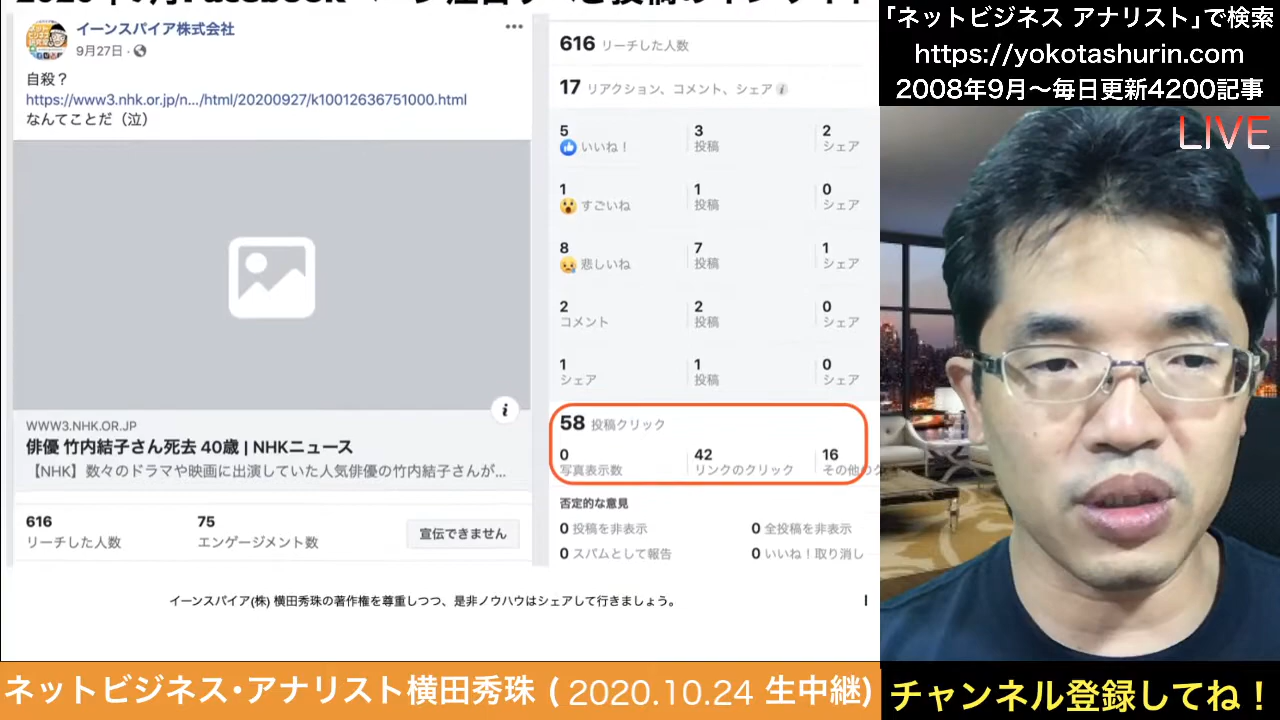 イーンスパイア株式会社
9月27日
自殺？
https://www3.nhk.or.jp/n.../html/20200927/k10012636751000.html
なんてことだ（泣）
WWW3.NHK.OR.JP
俳優 竹内結子さん死去 40歳 | NHKニュース
【NHK】数々のドラマや映画に出演していた人気俳優の竹内結子さんが...
616
リーチした人数
75
エンゲージメント数
宣伝できません
616 リーチした人数
17 リアクション、コメント、シェア
5 3 2
いいね！ 投稿 シェア
1 1 0
すごいね 投稿 シェア
8 7 1
悲しいね 投稿 シェア
2 2 0
コメント 投稿 シェア
1 1 0
シェア 投稿 シェア
58 投稿クリック
0 42 16
写真表示数 リンクのクリック その他のク
否定的な意見
0 投稿を非表示 0 全投稿を非表示
0 スパムとして報告 0 いいね！取り消し
イーンスパイア(株) 横田秀珠の著作権を尊重しつつ、是非ノウハウはシェアして行きましょう。
「ネットビジネス アナリスト」で検索
https://yokotashurin.com
2008年9月～毎日更新4200記事
LIVE
ネットビジネス・アナリスト横田秀珠 ( 2020.10.24 生中継)
チャンネル登録してね！